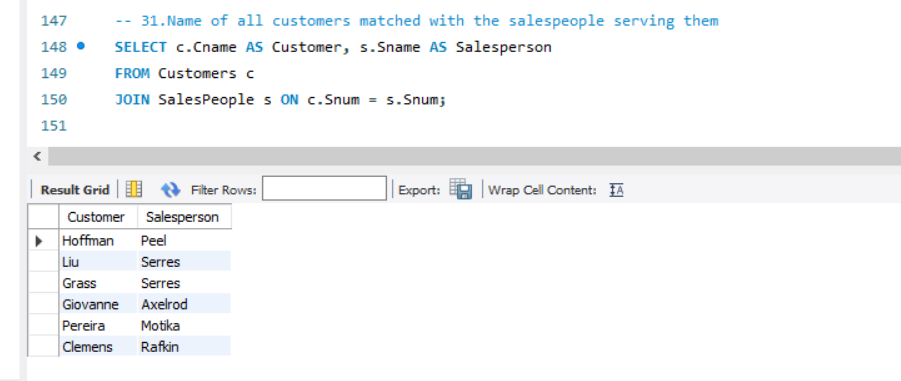 147 -- 31.Name of all customers matched with the salespeople serving them
148 SELECT c.Cname AS Customer, s.Sname AS Salesperson
149 FROM Customers c
150 JOIN SalesPeople s ON c.Snum = s.Snum;
151
Result Grid Filter Rows: Export: Wrap Cell Content: IA
Customer Salesperson
Hoffman Peel
Liu Serres
Grass Serres
Giovanne Axelrod
Pereira Motika
Clemens Rafkin